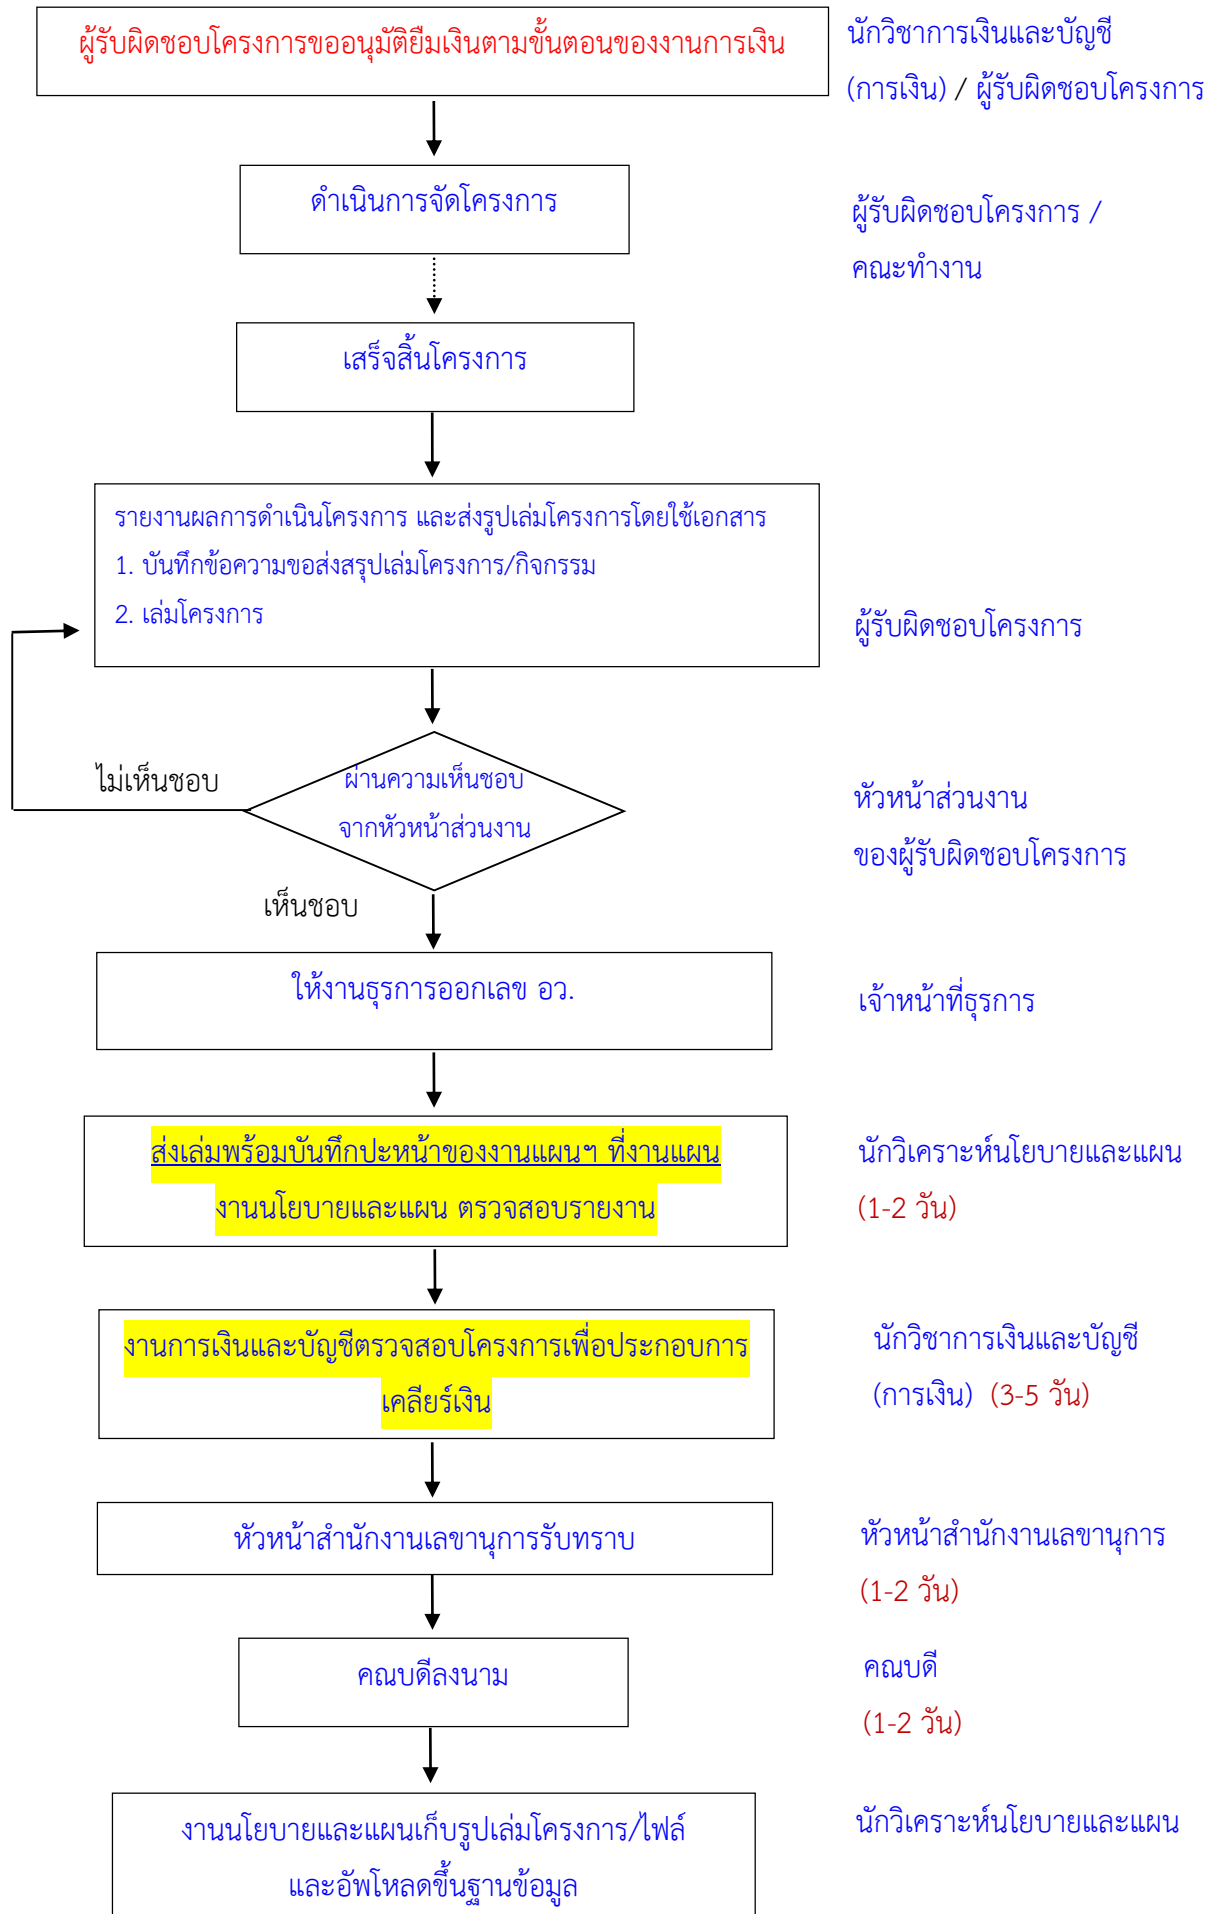 ผู้รับผิดชอบโครงการขออนุมัติยืมเงินตามขั้นตอนของงานการเงิน
นักวิชาการเงินและบัญชี
(การเงิน) / ผู้รับผิดชอบโครงการ
ดำเนินการจัดโครงการ
ผู้รับผิดชอบโครงการ /
คณะทำงาน
เสร็จสิ้นโครงการ
รายงานผลการดำเนินโครงการ และส่งรูปเล่มโครงการโดยใช้เอกสาร
1. บันทึกข้อความขอส่งสรุปเล่มโครงการ/กิจกรรม
2. เล่มโครงการ
ผู้รับผิดชอบโครงการ
ไม่เห็นชอบ
ผ่านความเห็นชอบ
จากหัวหน้าส่วนงาน
หัวหน้าส่วนงาน
ของผู้รับผิดชอบโครงการ
เห็นชอบ
ให้งานธุรการออกเลข อว.
เจ้าหน้าที่ธุรการ
ส่งเล่มพร้อมบันทึกปะหน้าของงานแผนฯ ที่งานแผน
งานนโยบายและแผน ตรวจสอบรายงาน
นักวิเคราะห์นโยบายและแผน
(1-2 วัน)
งานการเงินและบัญชีตรวจสอบโครงการเพื่อประกอบการ
เคลียร์เงิน
นักวิชาการเงินและบัญชี
(การเงิน) (3-5 วัน)
หัวหน้าสำนักงานเลขานุการรับทราบ
หัวหน้าสำนักงานเลขานุการ
(1-2 วัน)
คณบดีลงนาม
คณบดี
(1-2 วัน)
งานนโยบายและแผนเก็บรูปเล่มโครงการ/ไฟล์
และอัพโหลดขึ้นฐานข้อมูล
นักวิเคราะห์นโยบายและแผน